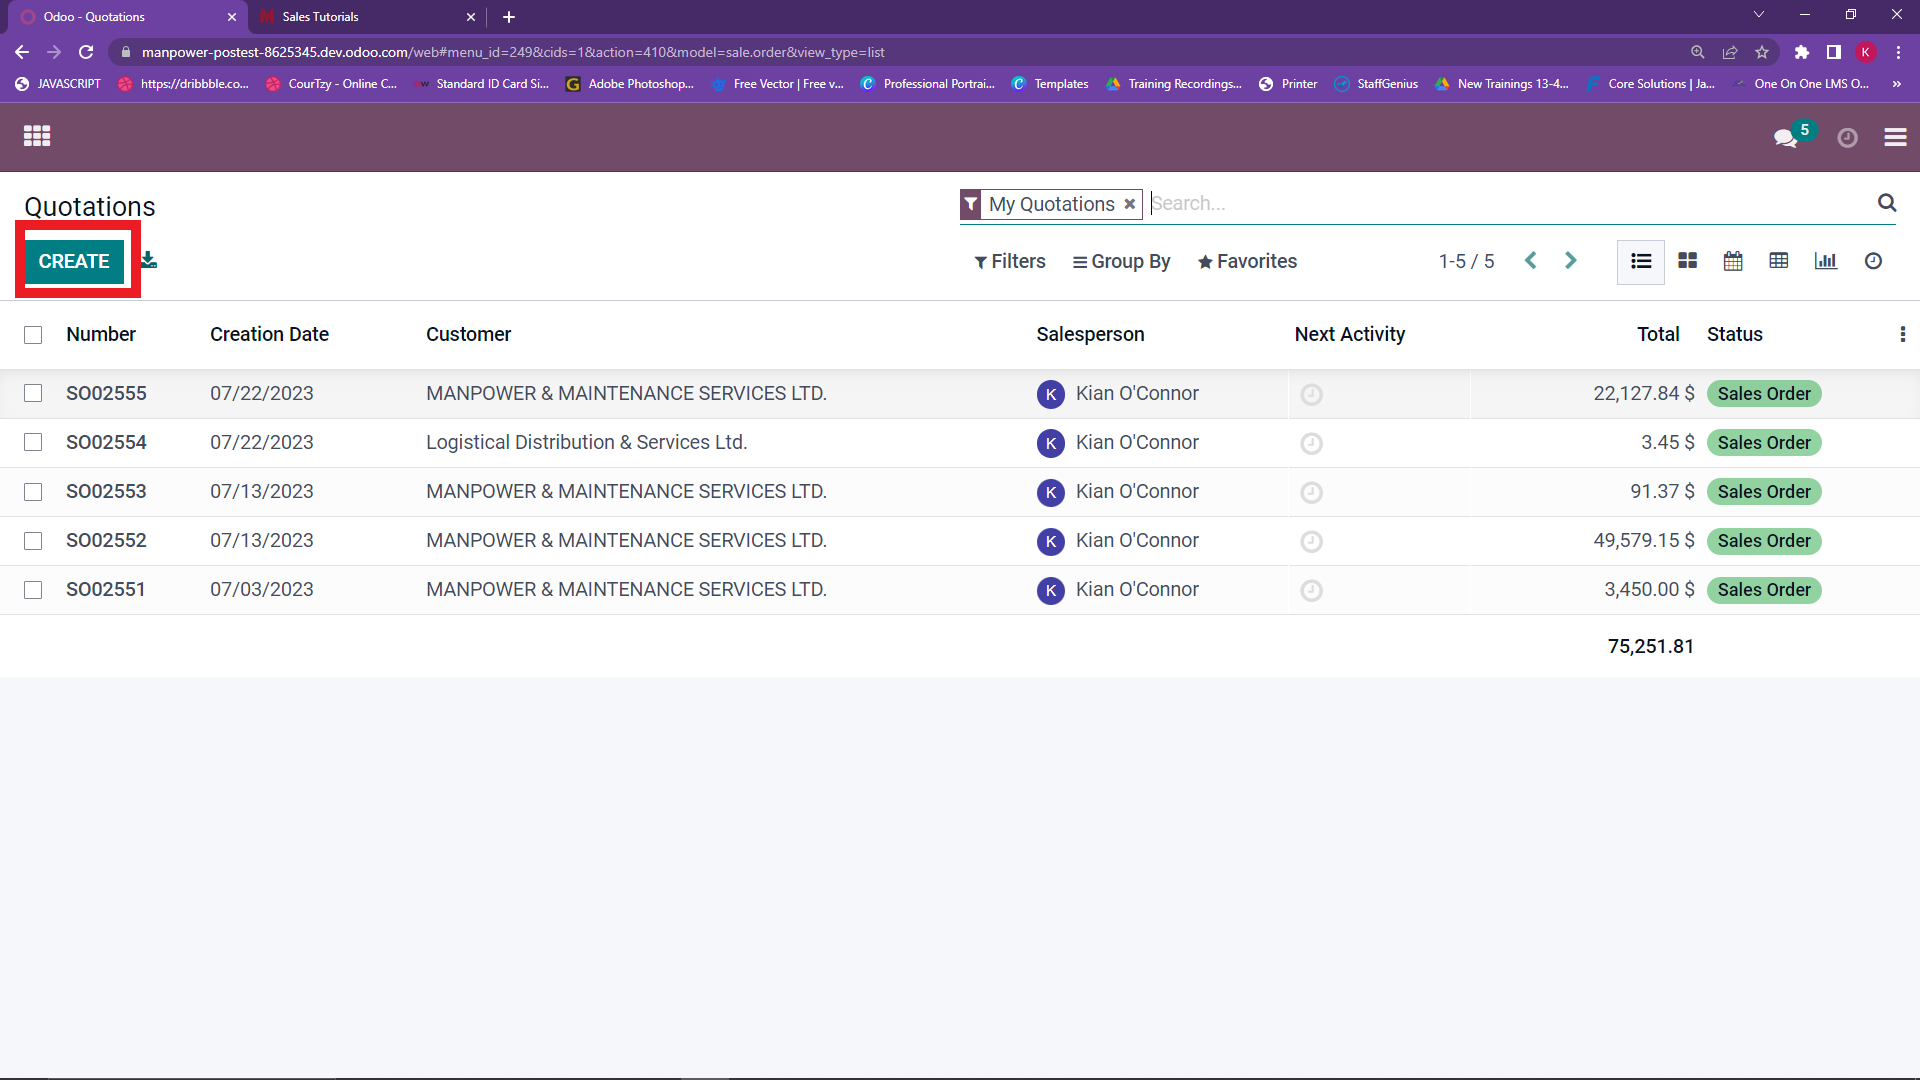 Odoo - Quotations
Sales Tutorials
manpower-postest-8625345.dev.odoo.com/web#menu_id=249&cids=1&action=410&model=sale.order&view_type=list
K
JAVASCRIPT https://dribbble.co... CourTzy - Online C... Standard ID Card Si... Adobe Photoshop... Free Vector | Free v... Professional Portrai... Templates Training Recordings... Printer StaffGenius New Trainings 13-4... Core Solutions | Ja... One On One LMS O... »
5
Quotations
My Quotations Search...
CREATE
Filters Group By Favorites 1-5 / 5
Number Creation Date Customer Salesperson Next Activity Total Status
SO02555 07/22/2023 MANPOWER & MAINTENANCE SERVICES LTD. K Kian O'Connor 22,127.84 $ Sales Order
SO02554 07/22/2023 Logistical Distribution & Services Ltd. K Kian O'Connor 3.45 $ Sales Order
SO02553 07/13/2023 MANPOWER & MAINTENANCE SERVICES LTD. K Kian O'Connor 91.37 $ Sales Order
SO02552 07/13/2023 MANPOWER & MAINTENANCE SERVICES LTD. K Kian O'Connor 49,579.15 $ Sales Order
SO02551 07/03/2023 MANPOWER & MAINTENANCE SERVICES LTD. K Kian O'Connor 3,450.00 $ Sales Order
75,251.81